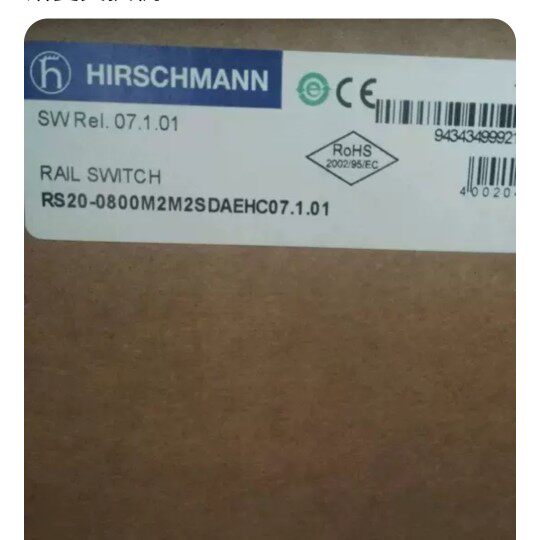 HIRSCHMANN
SW Rel. 07.1.01
RoHS
2002/95/EC
RAIL SWITCH
RS20-0800M2M2SDAEHC07.1.01